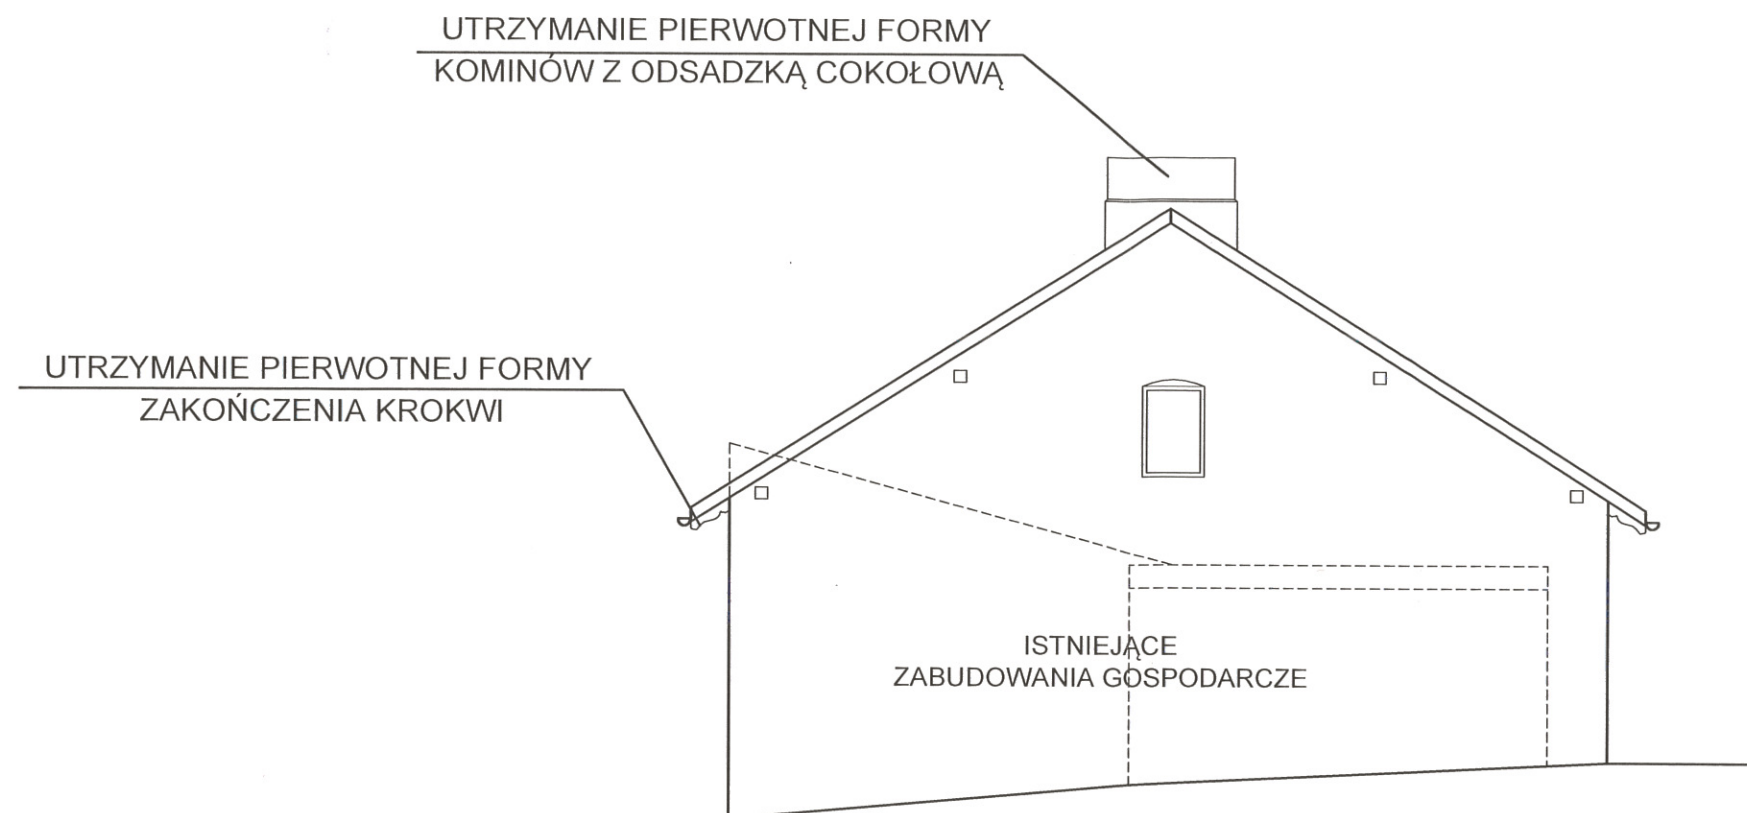 UTRZYMANIE PIERWOTNEJ FORMY
KOMINÓW Z ODSADZKĄ COKOŁOWĄ
UTRZYMANIE PIERWOTNEJ FORMY
ZAKOŃCZENIA KROKWI
ISTNIEJĄCE
ZABUDOWANIA GOSPODARCZE